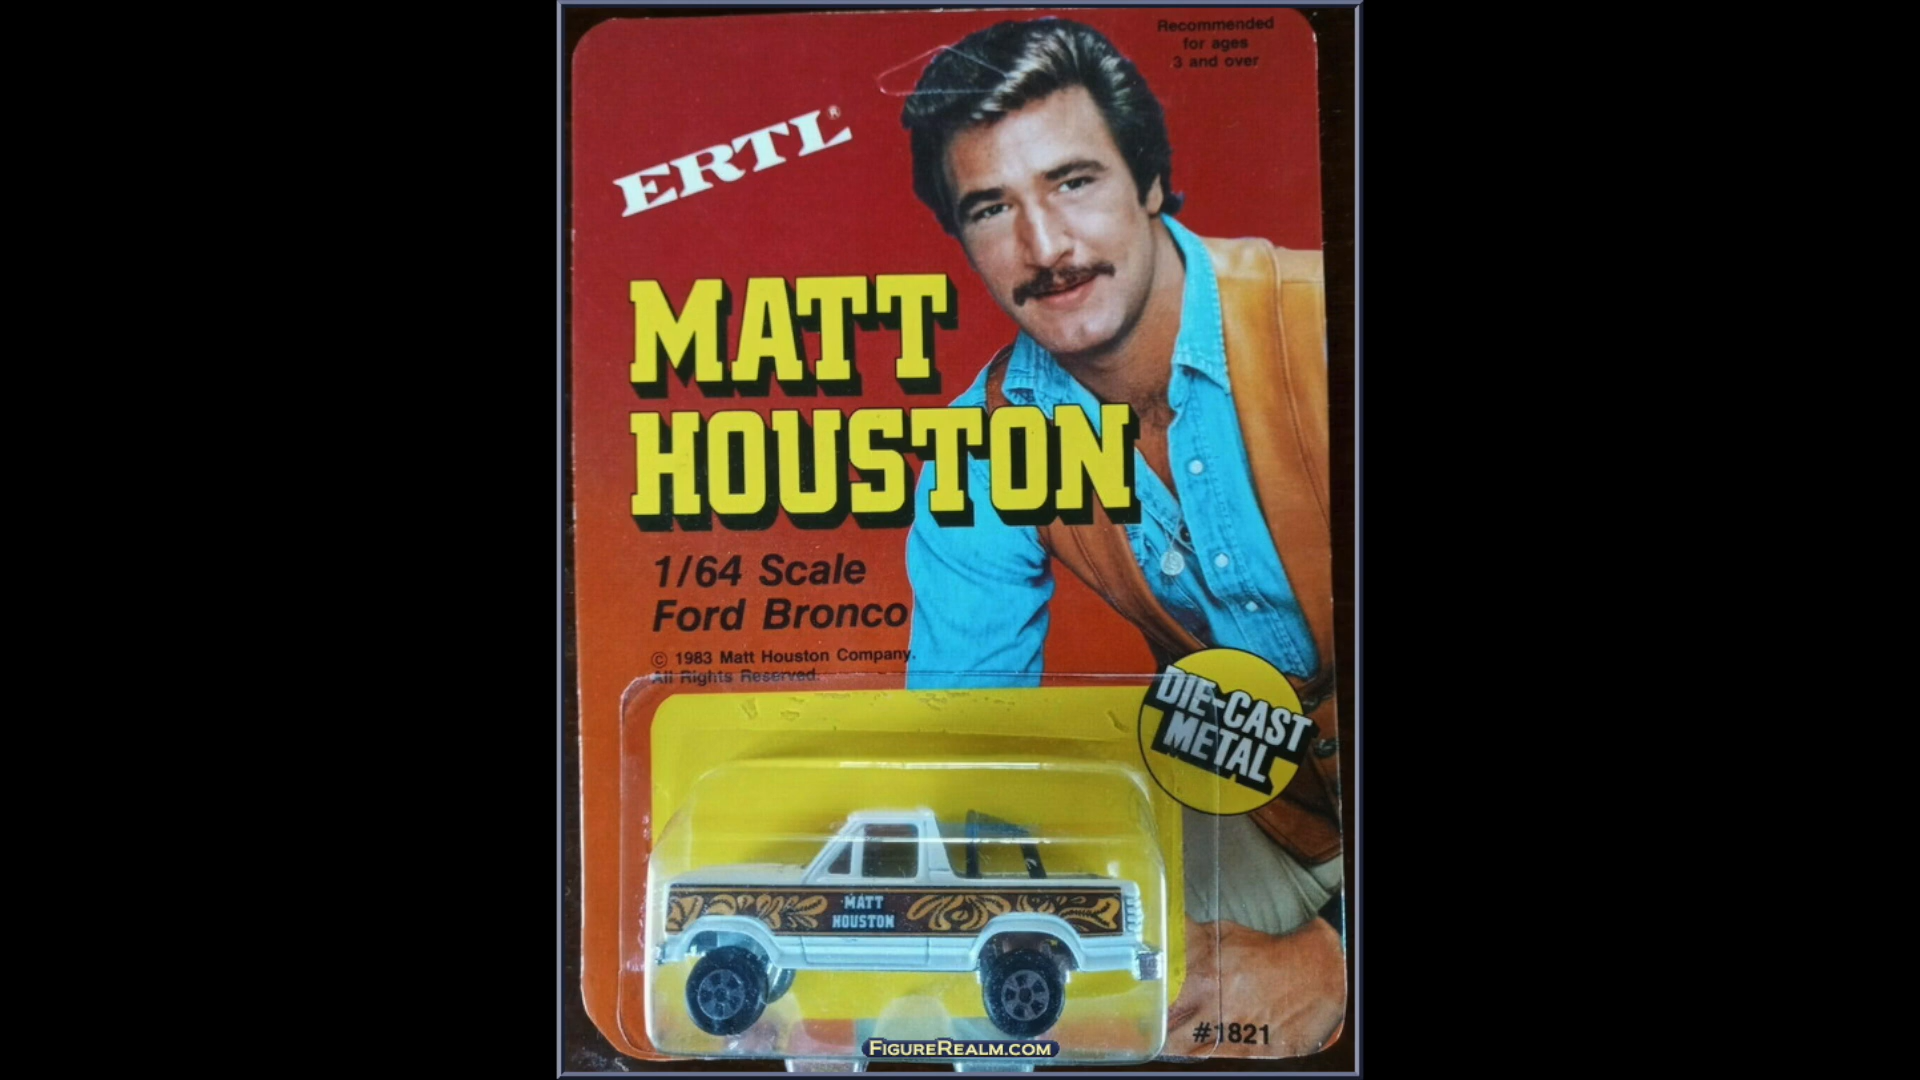 Recommended
for ages
3 and over
ERTL®
MATT
HOUSTON
1/64 Scale
Ford Bronco
© 1983 Matt Houston Company.
All Rights Reserved.
DIE-CAST
METAL
MATT
HOUSTON
#1821
FIGUREREALM.COM